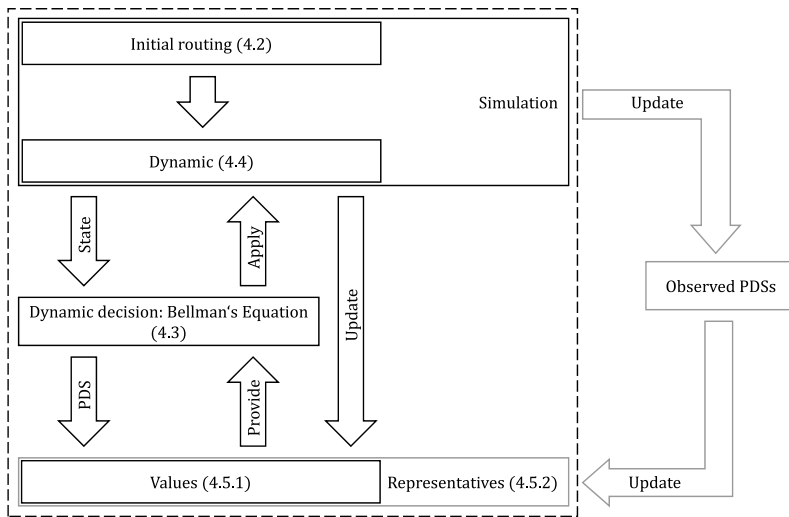 Initial routing (4.2)
Simulation
Update
Dynamic (4.4)
State
Apply
Update
Observed PDSs
Dynamic decision: Bellman‘s Equation
(4.3)
PDS
Provide
Values (4.5.1)
Representatives (4.5.2)
Update